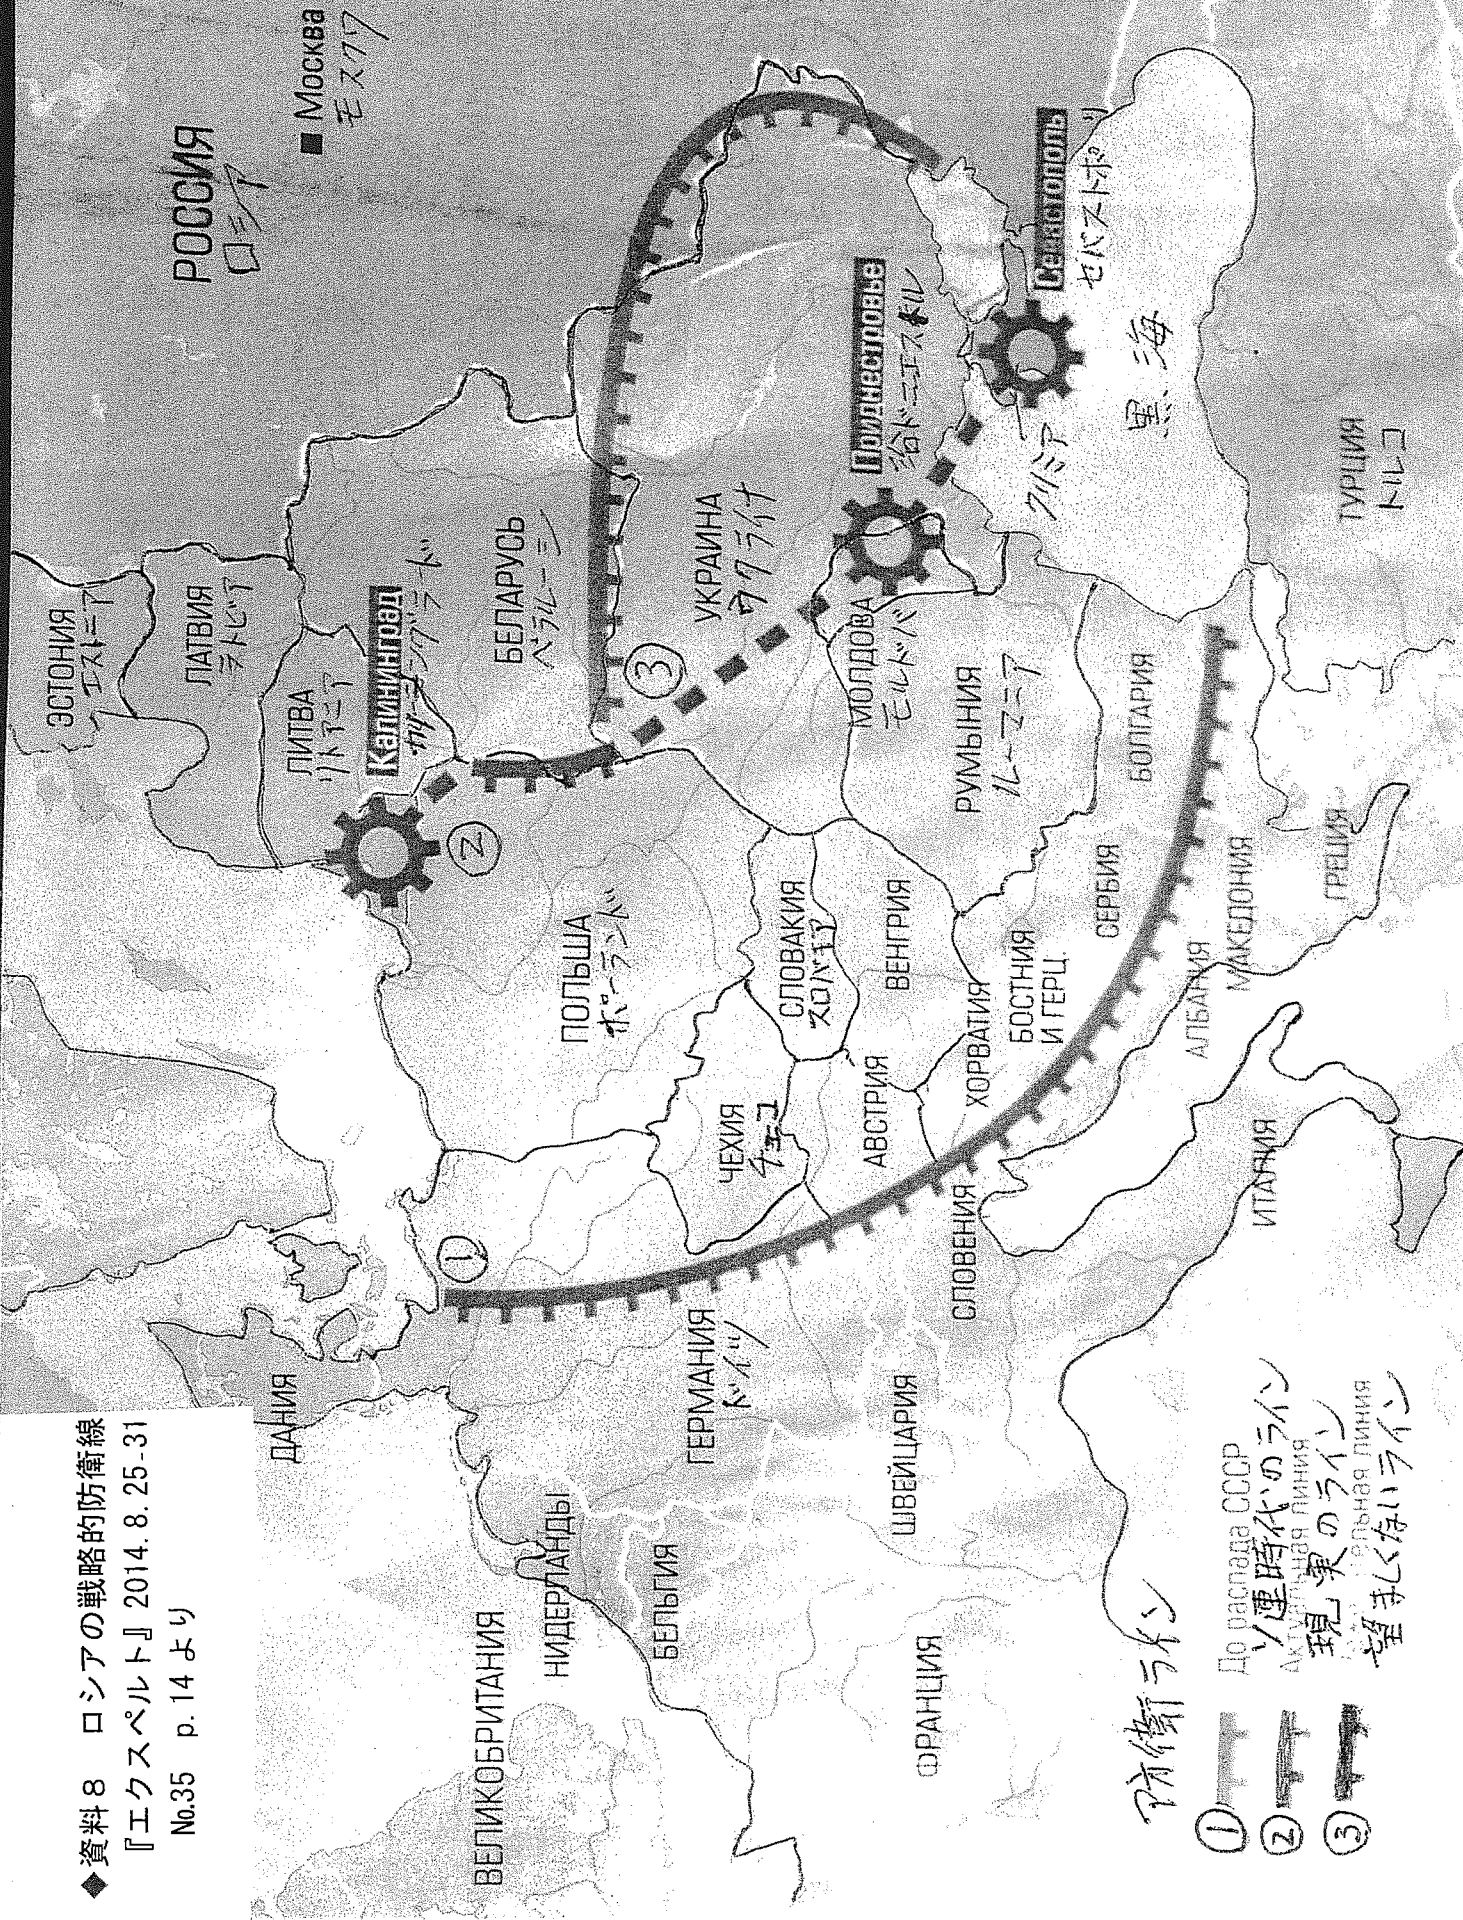 ◆資料8 ロシアの戦略的防衛線
『エクスペルト』2014.8.25-31
No.35 p.14より
РОССИЯ
ロシア
Москва
モスクワ
ЭСТОНИЯ
エストニア
ЛАТВИЯ
ラトビア
ЛИТВА
リトアニア
Калининград
カリーニングラード
БЕЛАРУСЬ
ベラルーシ
УКРАИНА
ウクライナ
Приднестровье
沿ドニエストル
Севастополь
セバストポ
クリミア
黒海
МОЛДОВА
モルドバ
РУМЫНИЯ
ルーマニア
БОЛГАРИЯ
ТУРЦИЯ
トルコ
ДАНИЯ
ПОЛЬША
ポーランド
СЛОВАКИЯ
スロバキア
ЧЕХИЯ
チェコ
ВЕНГРИЯ
АВСТРИЯ
ХОРВАТИЯ
БОСТНИЯ
И ГЕРЦ.
СЕРБИЯ
АЛБАНИЯ
МАКЕДОНИЯ
ГРЕЦИЯ
ИТАЛИЯ
СЛОВЕНИЯ
ГЕРМАНИЯ
ドイツ
ШВЕЙЦАРИЯ
НИДЕРЛАНДЫ
БЕЛЬГИЯ
ВЕЛИКОБРИТАНИЯ
ФРАНЦИЯ
①
②
③
防衛ライン
① До распада СССР
ソ連時代のライン
② Актуальная линия
現実のライン
③ ельная линия
望ましくないライン